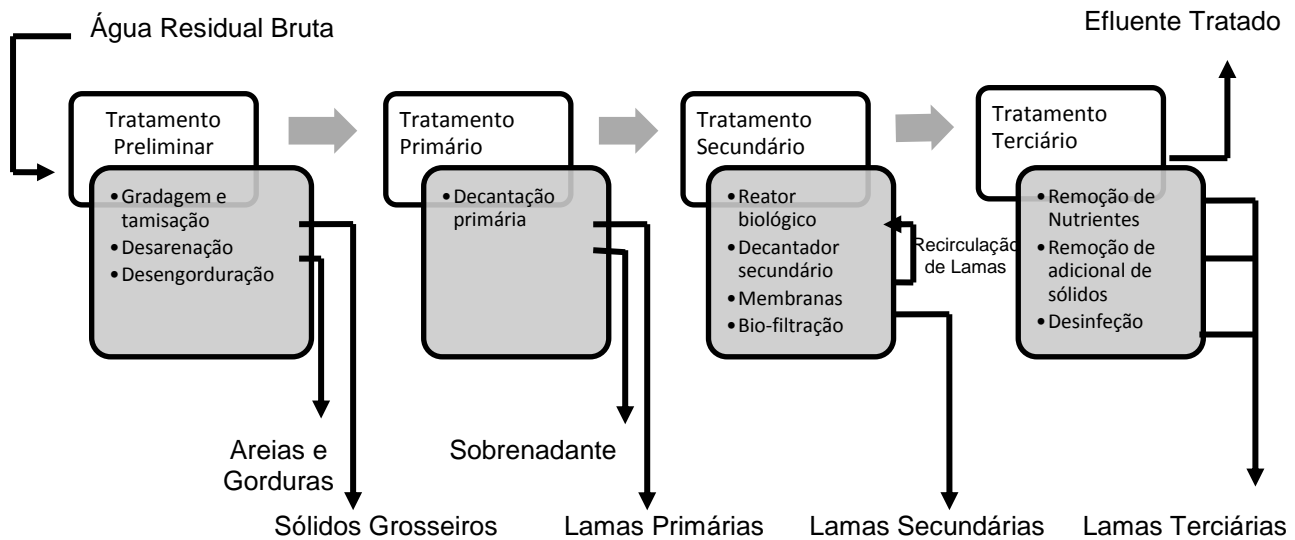 Água Residual Bruta
Efluente Tratado
Tratamento
Preliminar
• Gradagem e
tamisação
• Desarenação
• Desengorduração
Tratamento
Primário
• Decantação
primária
Tratamento
Secundário
• Reator
biológico
• Decantador
secundário
• Membranas
• Bio-filtração
Recirculação
de Lamas
Tratamento
Terciário
• Remoção de
Nutrientes
• Remoção de
adicional de
sólidos
• Desinfeção
Areias e
Gorduras
Sobrenadante
Sólidos Grosseiros
Lamas Primárias
Lamas Secundárias
Lamas Terciárias